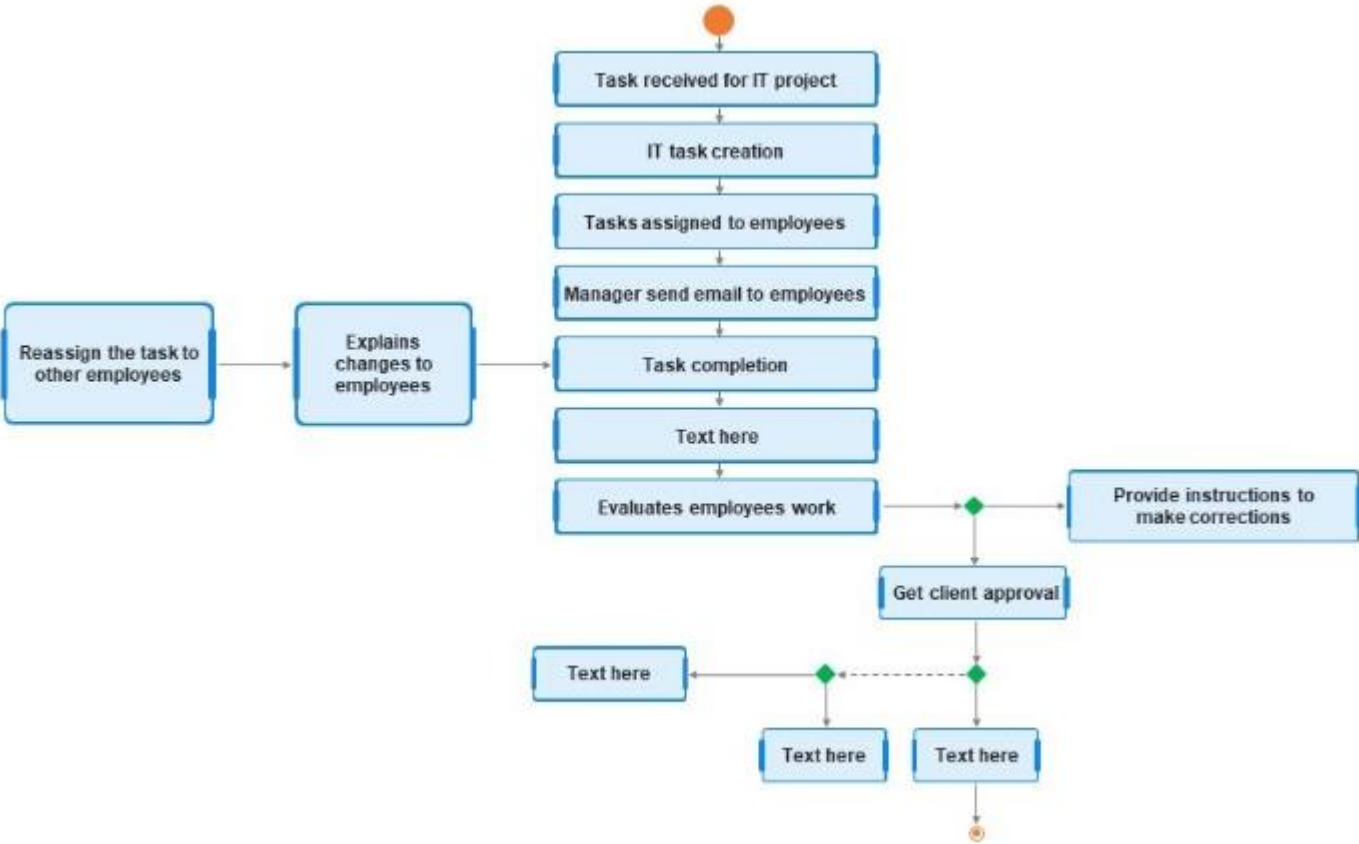 Task received for IT project
IT task creation
Tasks assigned to employees
Manager send email to employees
Reassign the task to
other employees
Explains
changes to
employees
Task completion
Text here
Evaluates employees work
Provide instructions to
make corrections
Get client approval
Text here
Text here
Text here